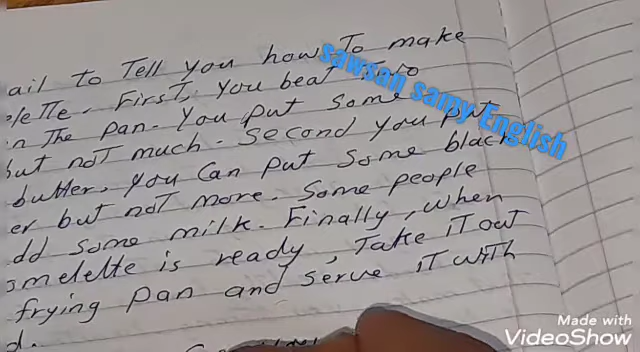 ail to Tell you how To make
elette. First, you beat Two
in The pan. You put some
but not much. Second you put
butter, you can put some black
er but not more. Some people
dd some milk. Finally, when
omelette is ready, Take it out
frying pan and serve it with
d.
sawsan samy English
Made with
VideoShow